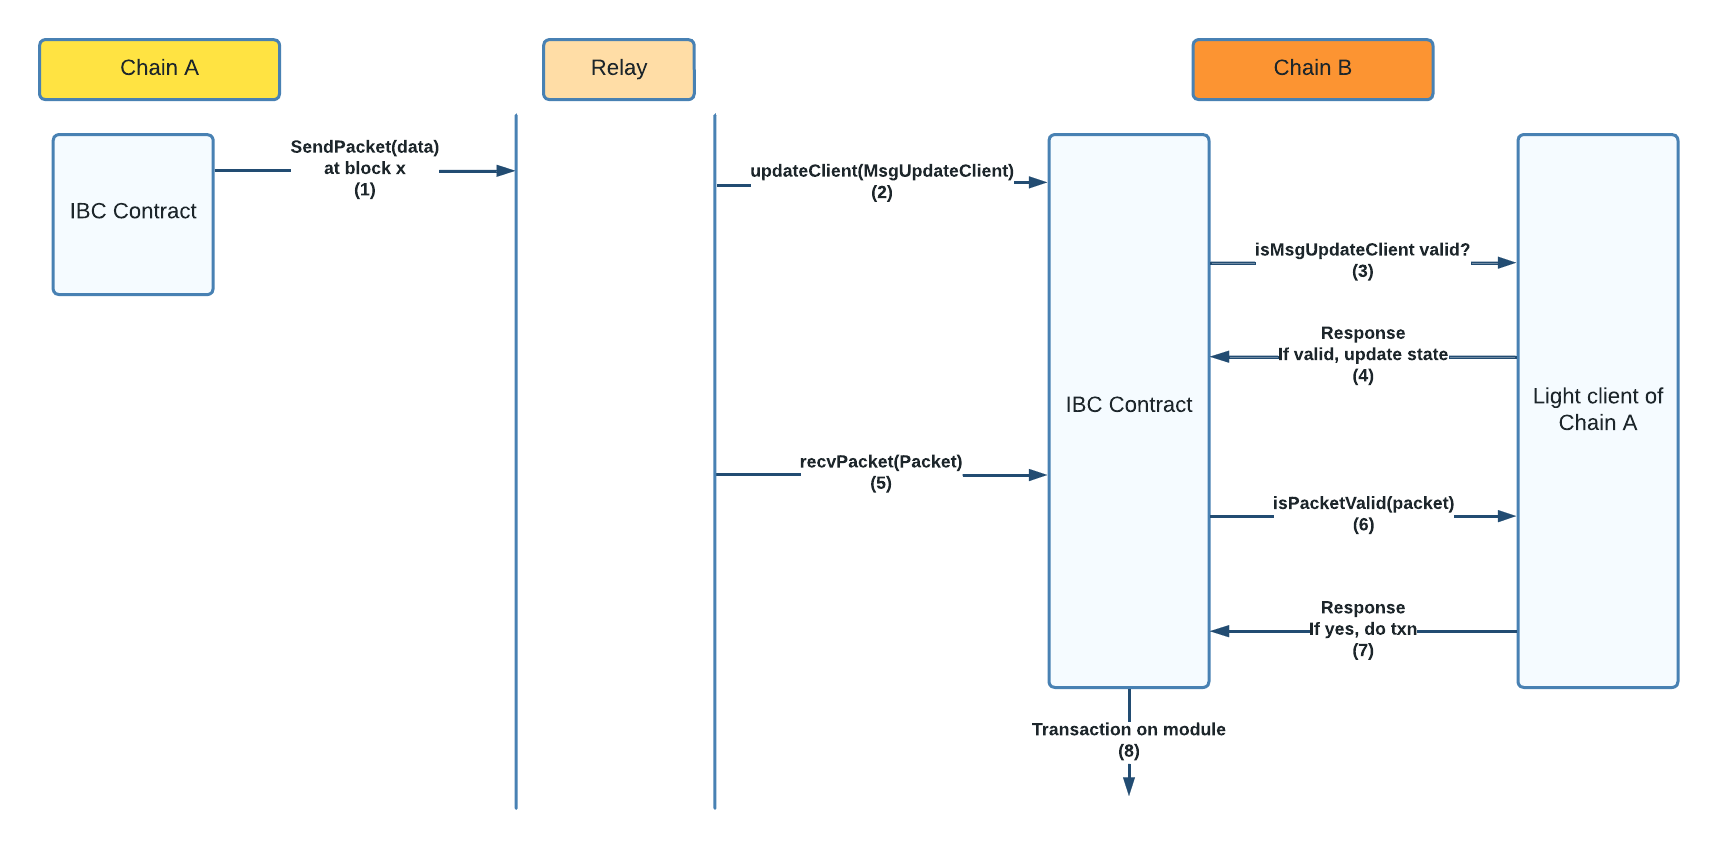 Chain A
Relay
Chain B
IBC Contract
SendPacket(data)
at block x
(1)
updateClient(MsgUpdateClient)
(2)
isMsgUpdateClient valid?
(3)
Response
If valid, update state
(4)
IBC Contract
Light client of
Chain A
recvPacket(Packet)
(5)
isPacketValid(packet)
(6)
Response
If yes, do txn
(7)
Transaction on module
(8)